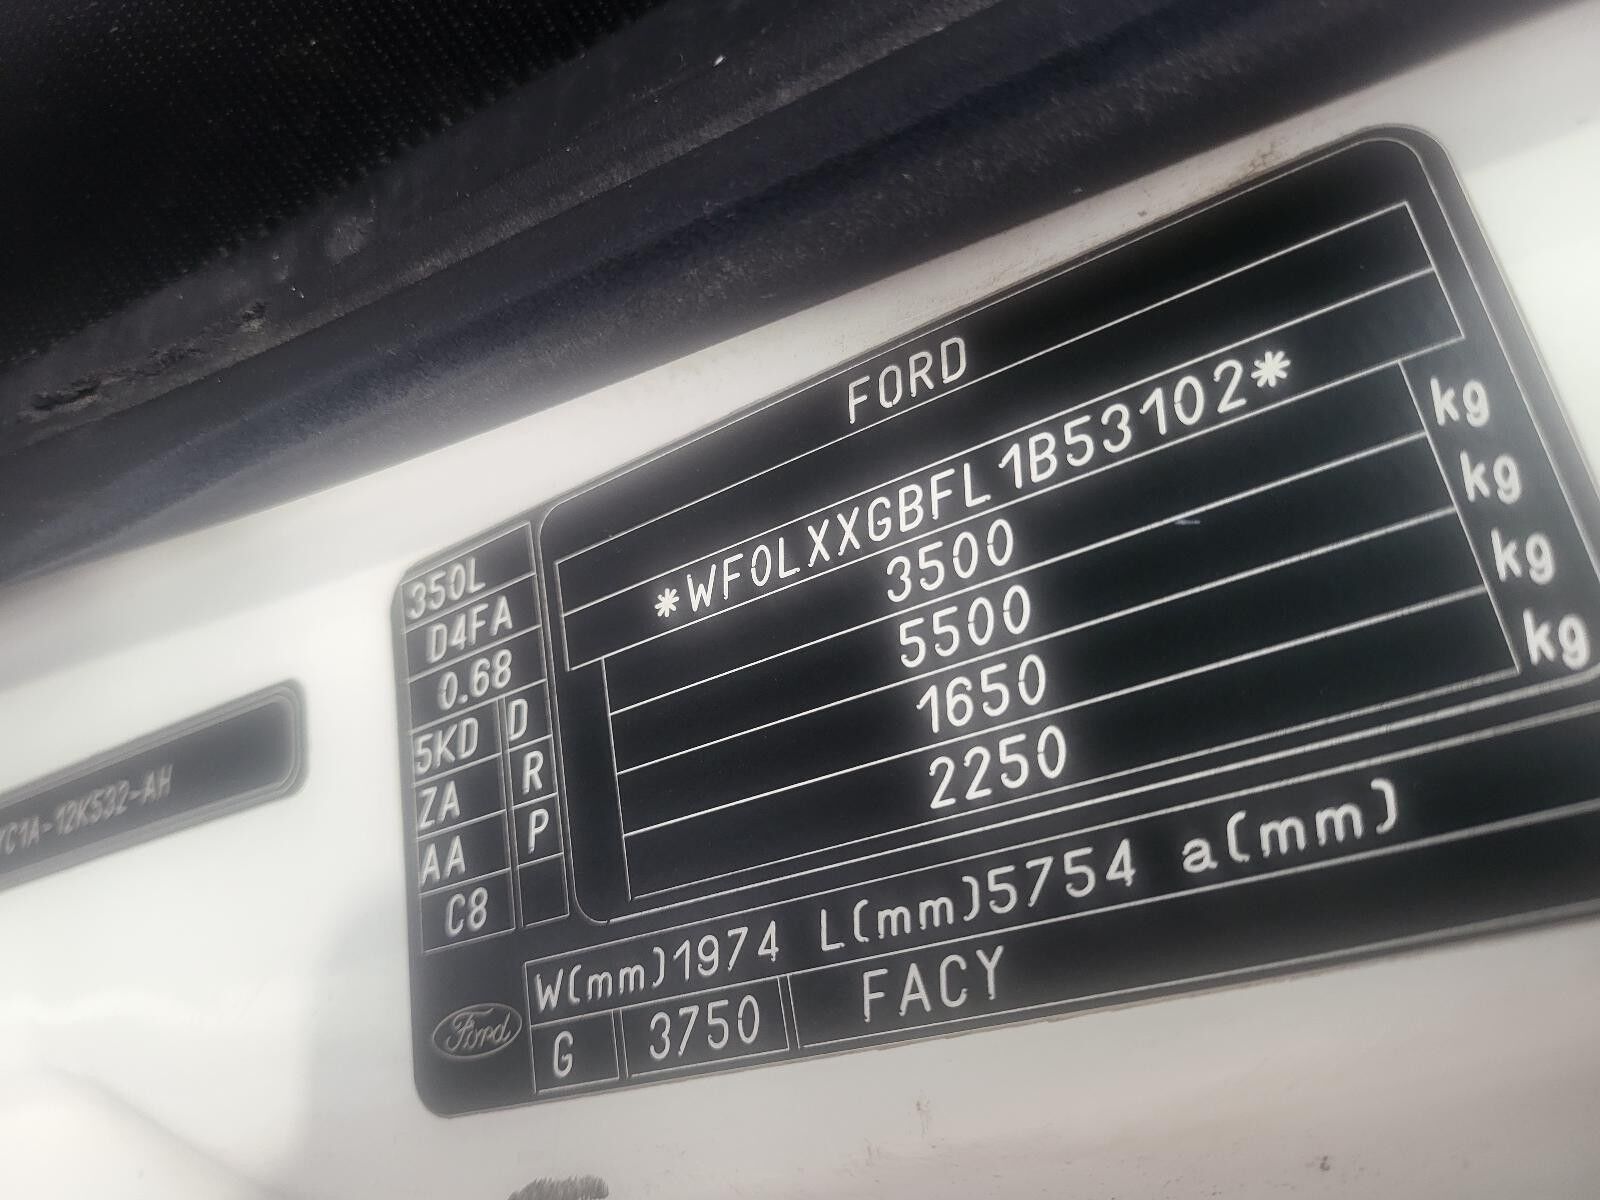 FORD
*WF0LXXGBFL1B53102*
3500 kg
5500 kg
1650 kg
2250 kg
350L
D4FA
0.68
5KD D
ZA R
AA P
C8
W(mm)1974 L(mm)5754 a(mm)
Ford
G 3750 FACY
YC1A-12K532-AH